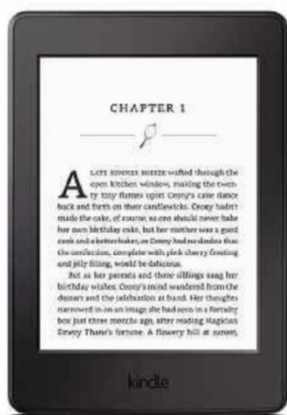 CHAPTER 1
A LATE SUMMER BREEZE wafted through the
open kitchen window, making the twen-
ty tiny flames upon Ceony's cake dance
back and forth on their candlewicks. Ceony hadn't
made the cake, of course, as one should never bake
her own birthday cake, but her mother was a good
cook and a better baker, so Ceony had no doubts that
the confection, complete with pink cherry frosting
and jelly filling, would be delicious.
But as her parents and three siblings sang her
birthday wishes, Ceony's mind wandered from the
dessert and the celebration at hand. Her thoughts
narrowed in on an image she had seen in a fortuity
box just three months ago, after reading Magician
Emery Thane's fortune. A flowery hill at sunset,
kindle